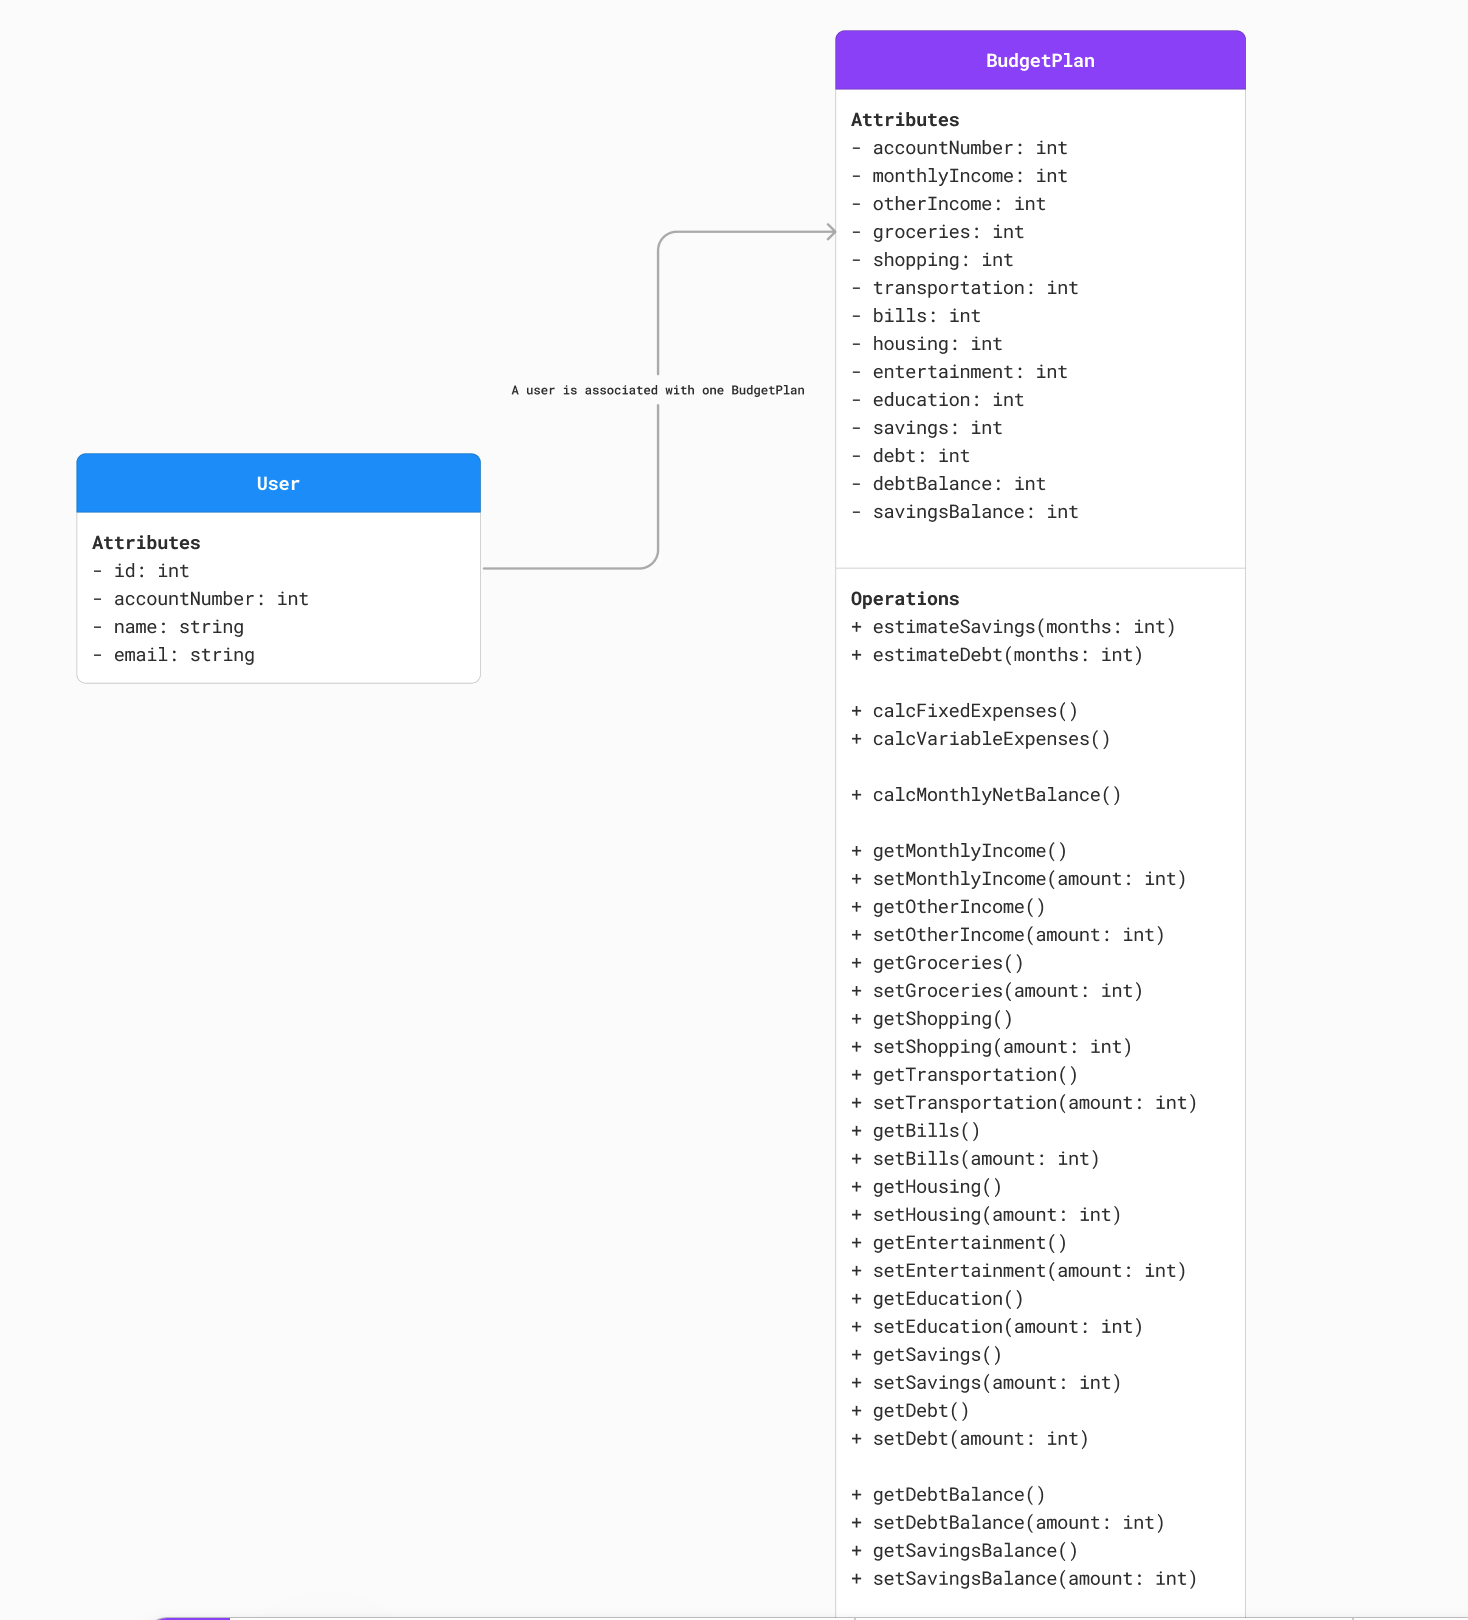 BudgetPlan
Attributes
- accountNumber: int
- monthlyIncome: int
- otherIncome: int
- groceries: int
- shopping: int
- transportation: int
- bills: int
- housing: int
- entertainment: int
- education: int
- savings: int
- debt: int
- debtBalance: int
- savingsBalance: int
A user is associated with one BudgetPlan
User
Attributes
- id: int
- accountNumber: int
- name: string
- email: string
Operations
+ estimateSavings(months: int)
+ estimateDebt(months: int)
+ calcFixedExpenses()
+ calcVariableExpenses()
+ calcMonthlyNetBalance()
+ getMonthlyIncome()
+ setMonthlyIncome(amount: int)
+ getOtherIncome()
+ setOtherIncome(amount: int)
+ getGroceries()
+ setGroceries(amount: int)
+ getShopping()
+ setShopping(amount: int)
+ getTransportation()
+ setTransportation(amount: int)
+ getBills()
+ setBills(amount: int)
+ getHousing()
+ setHousing(amount: int)
+ getEntertainment()
+ setEntertainment(amount: int)
+ getEducation()
+ setEducation(amount: int)
+ getSavings()
+ setSavings(amount: int)
+ getDebt()
+ setDebt(amount: int)
+ getDebtBalance()
+ setDebtBalance(amount: int)
+ getSavingsBalance()
+ setSavingsBalance(amount: int)